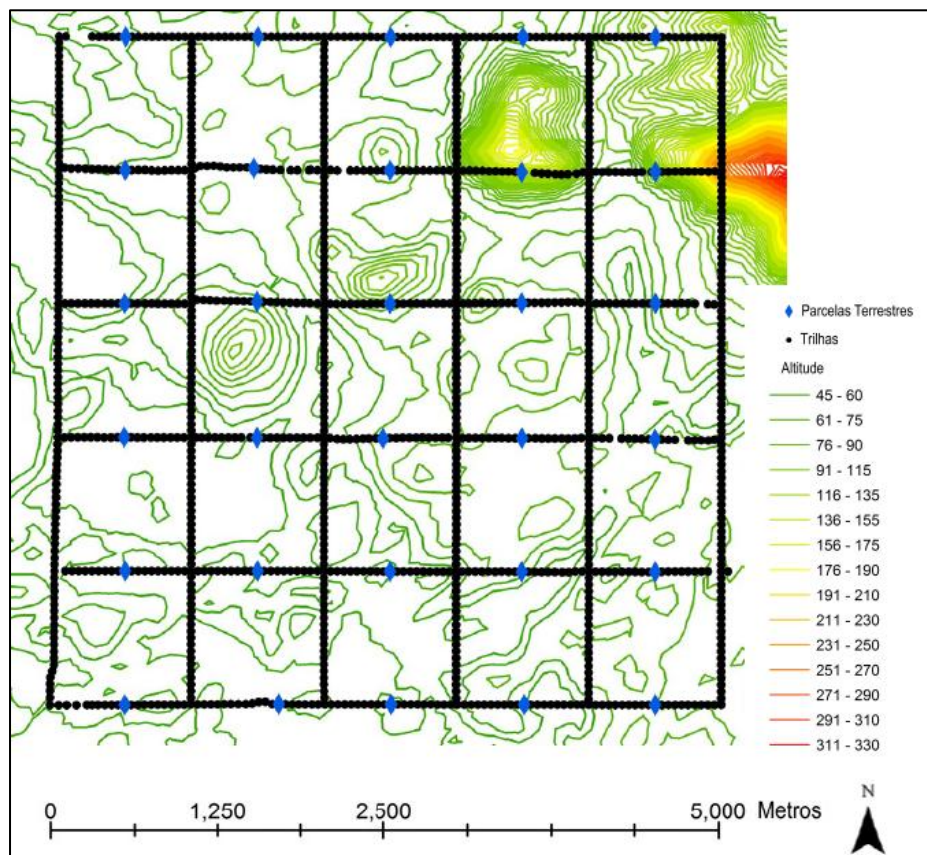 Parcelas Terrestres
Trilhas
Altitude
45 - 60
61 - 75
76 - 90
91 - 115
116 - 135
136 - 155
156 - 175
176 - 190
191 - 210
211 - 230
231 - 250
251 - 270
271 - 290
291 - 310
311 - 330
0 1,250 2,500 5,000 Metros
N